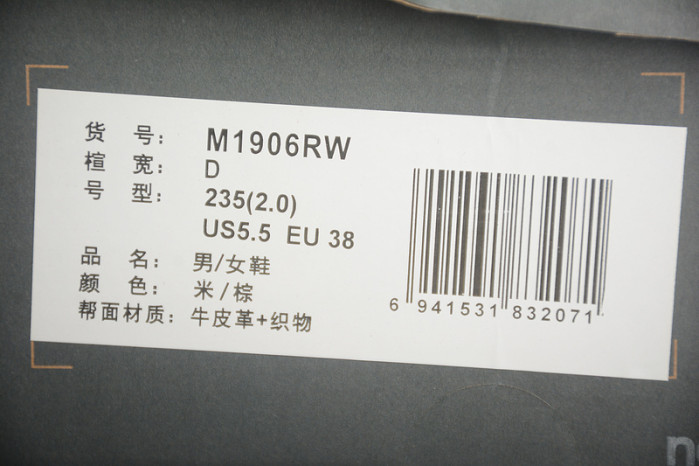 货 号： M1906RW
楦 宽： D
号 型： 235(2.0)
US5.5 EU 38
品 名： 男/女鞋
颜 色： 米/棕
帮面材质： 牛皮革+织物
6 941531 832071
n